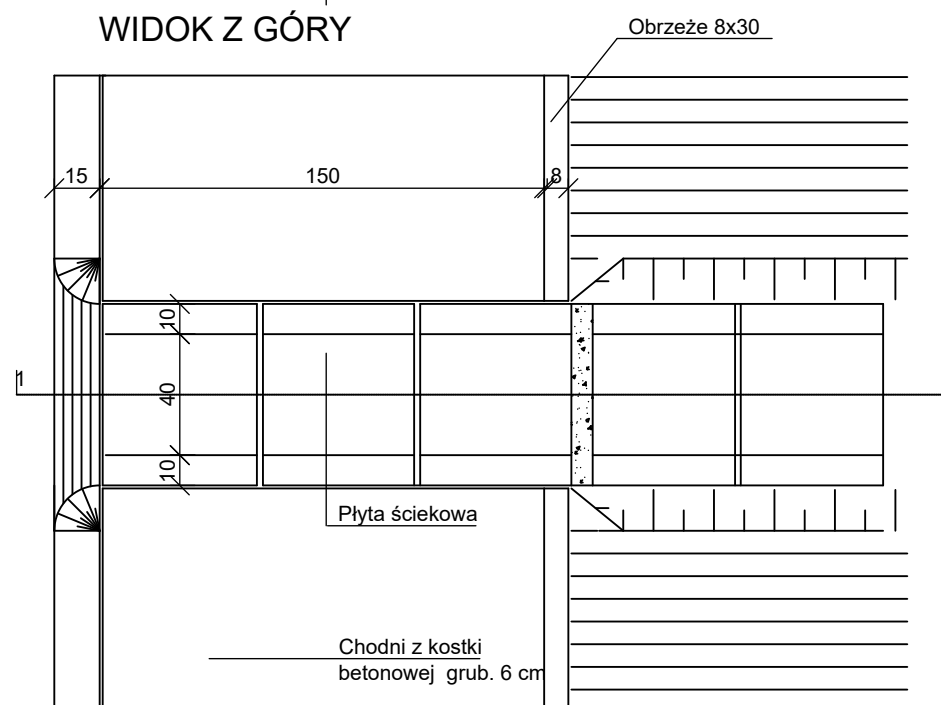 WIDOK Z GÓRY
Obrzeże 8x30
15
150
8
10
1
40
10
Płyta ściekowa
Chodni z kostki
betonowej grub. 6 cm